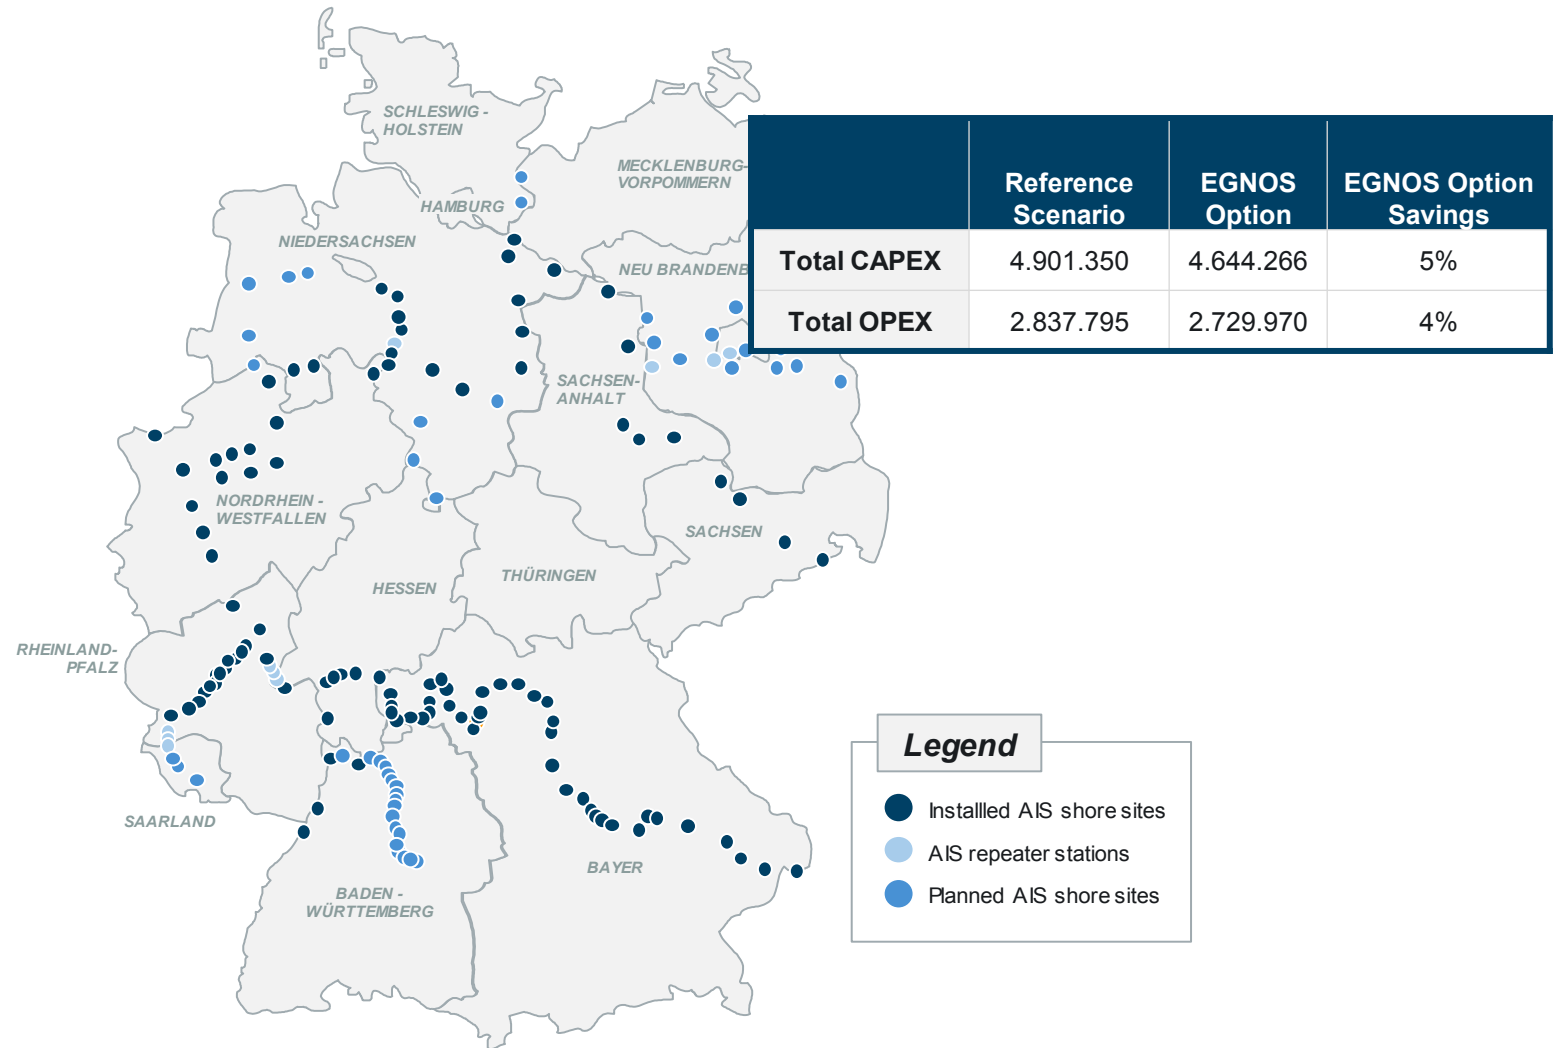 SCHLESWIG -
HOLSTEIN
MECKLENBURG-
VORPOMMERN
HAMBURG
NIEDERSACHSEN
NEU BRANDENB
SACHSEN-
ANHALT
NORDRHEIN -
WESTFALLEN
SACHSEN
THÜRINGEN
HESSEN
RHEINLAND-
PFALZ
SAARLAND
BADEN -
WÜRTTEMBERG
BAYER
Reference
Scenario
EGNOS
Option
EGNOS Option
Savings
Total CAPEX 4.901.350 4.644.266 5%
Total OPEX 2.837.795 2.729.970 4%
Legend
Installled AIS shore sites
AIS repeater stations
Planned AIS shore sites